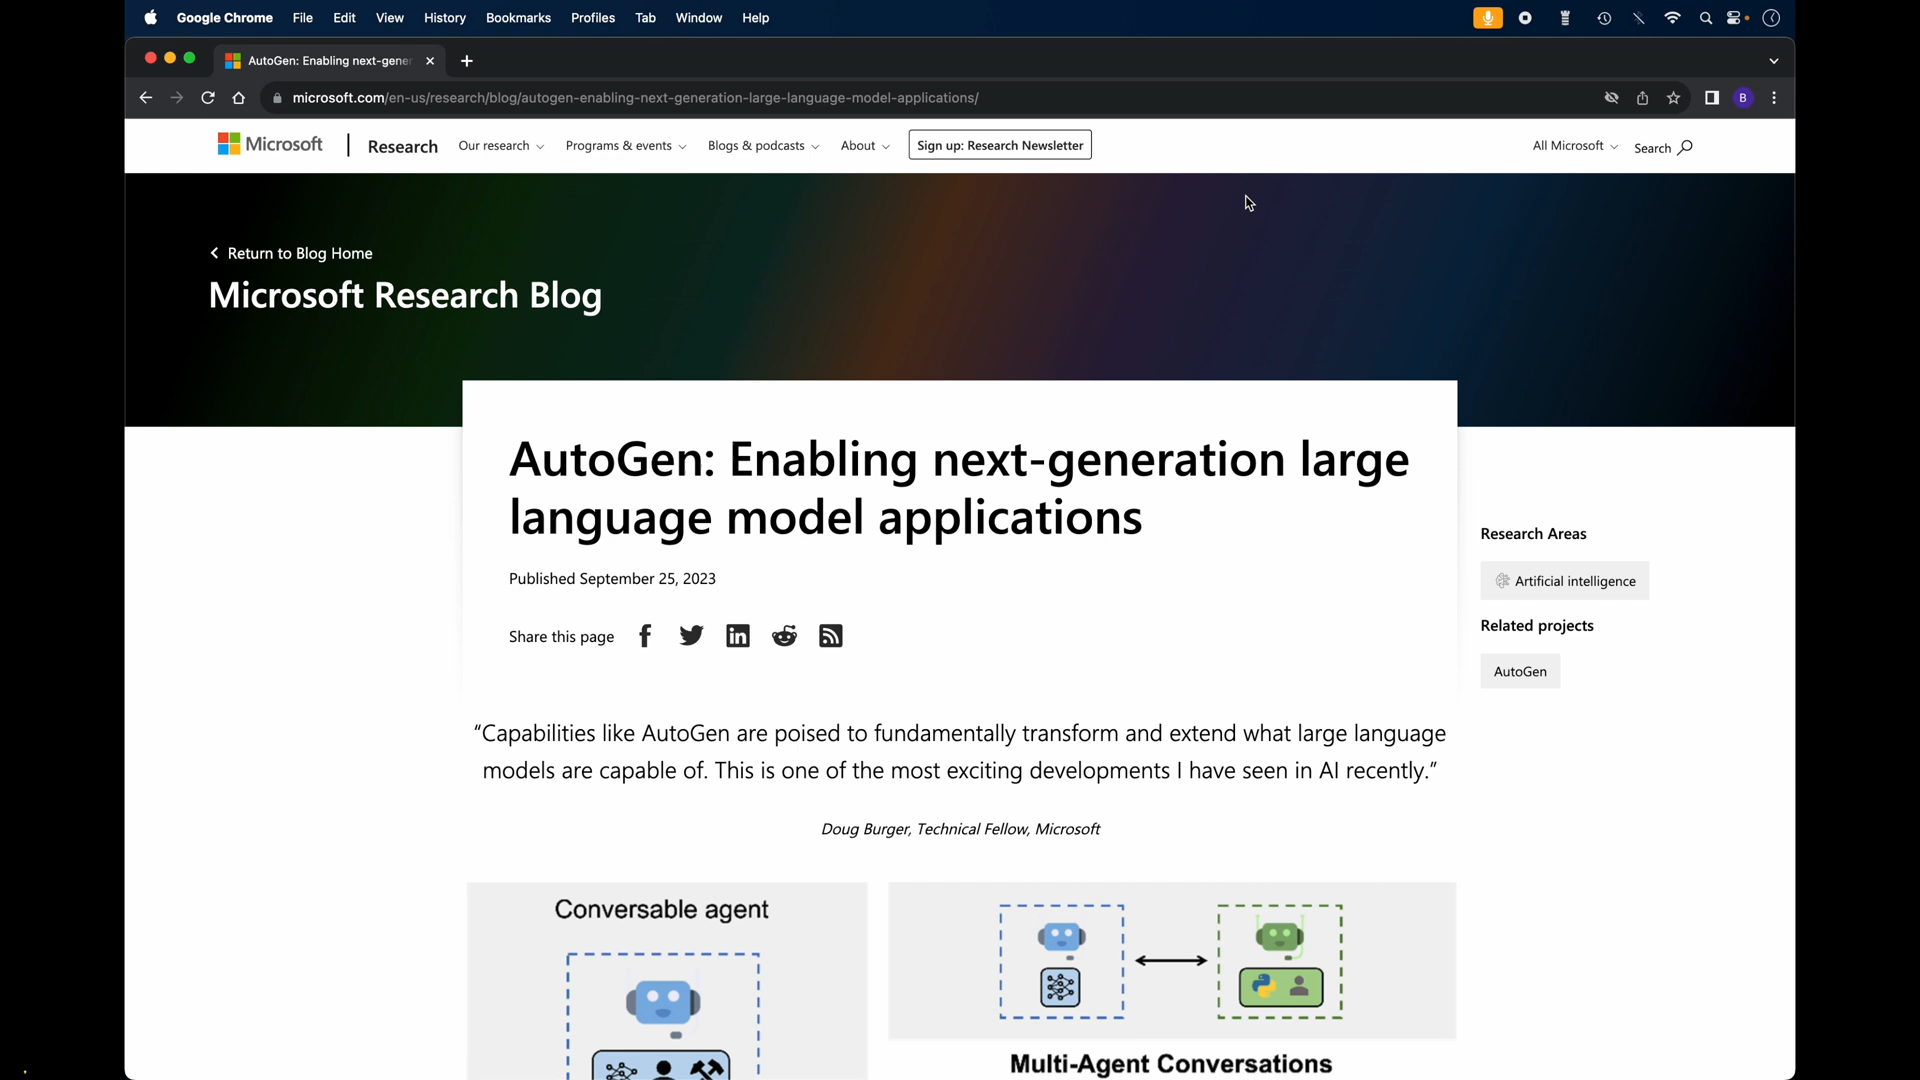 Google Chrome File Edit View History Bookmarks Profiles Tab Window Help
AutoGen: Enabling next-gener
microsoft.com/en-us/research/blog/autogen-enabling-next-generation-large-language-model-applications/
B
Microsoft Research Our research Programs & events Blogs & podcasts About Sign up: Research Newsletter All Microsoft Search
Return to Blog Home
Microsoft Research Blog
AutoGen: Enabling next-generation large
language model applications
Published September 25, 2023
Share this page
Research Areas
Artificial intelligence
Related projects
AutoGen
“Capabilities like AutoGen are poised to fundamentally transform and extend what large language
models are capable of. This is one of the most exciting developments I have seen in AI recently.”
Doug Burger, Technical Fellow, Microsoft
Conversable agent
Multi-Agent Conversations